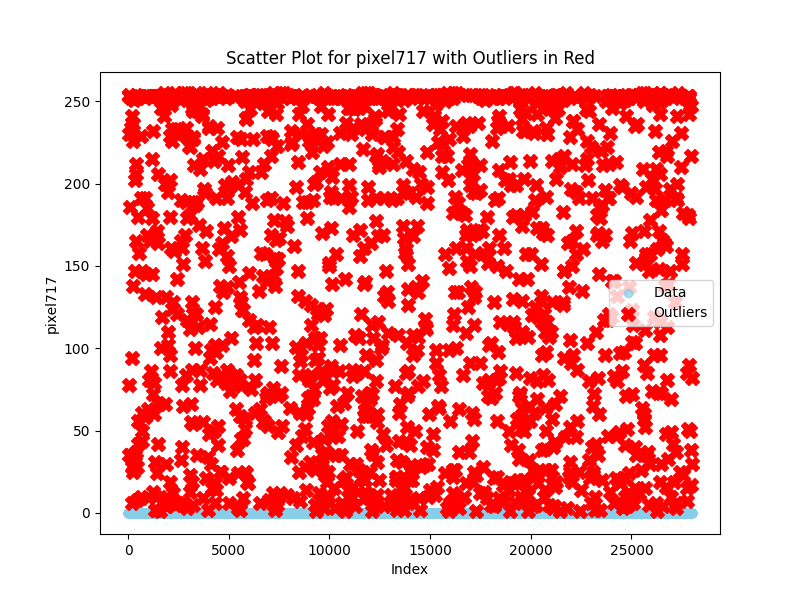 Scatter Plot for pixel717 with Outliers in Red
250
200
150
100
50
0
pixel717
Data
Outliers
0 5000 10000 15000 20000 25000
Index